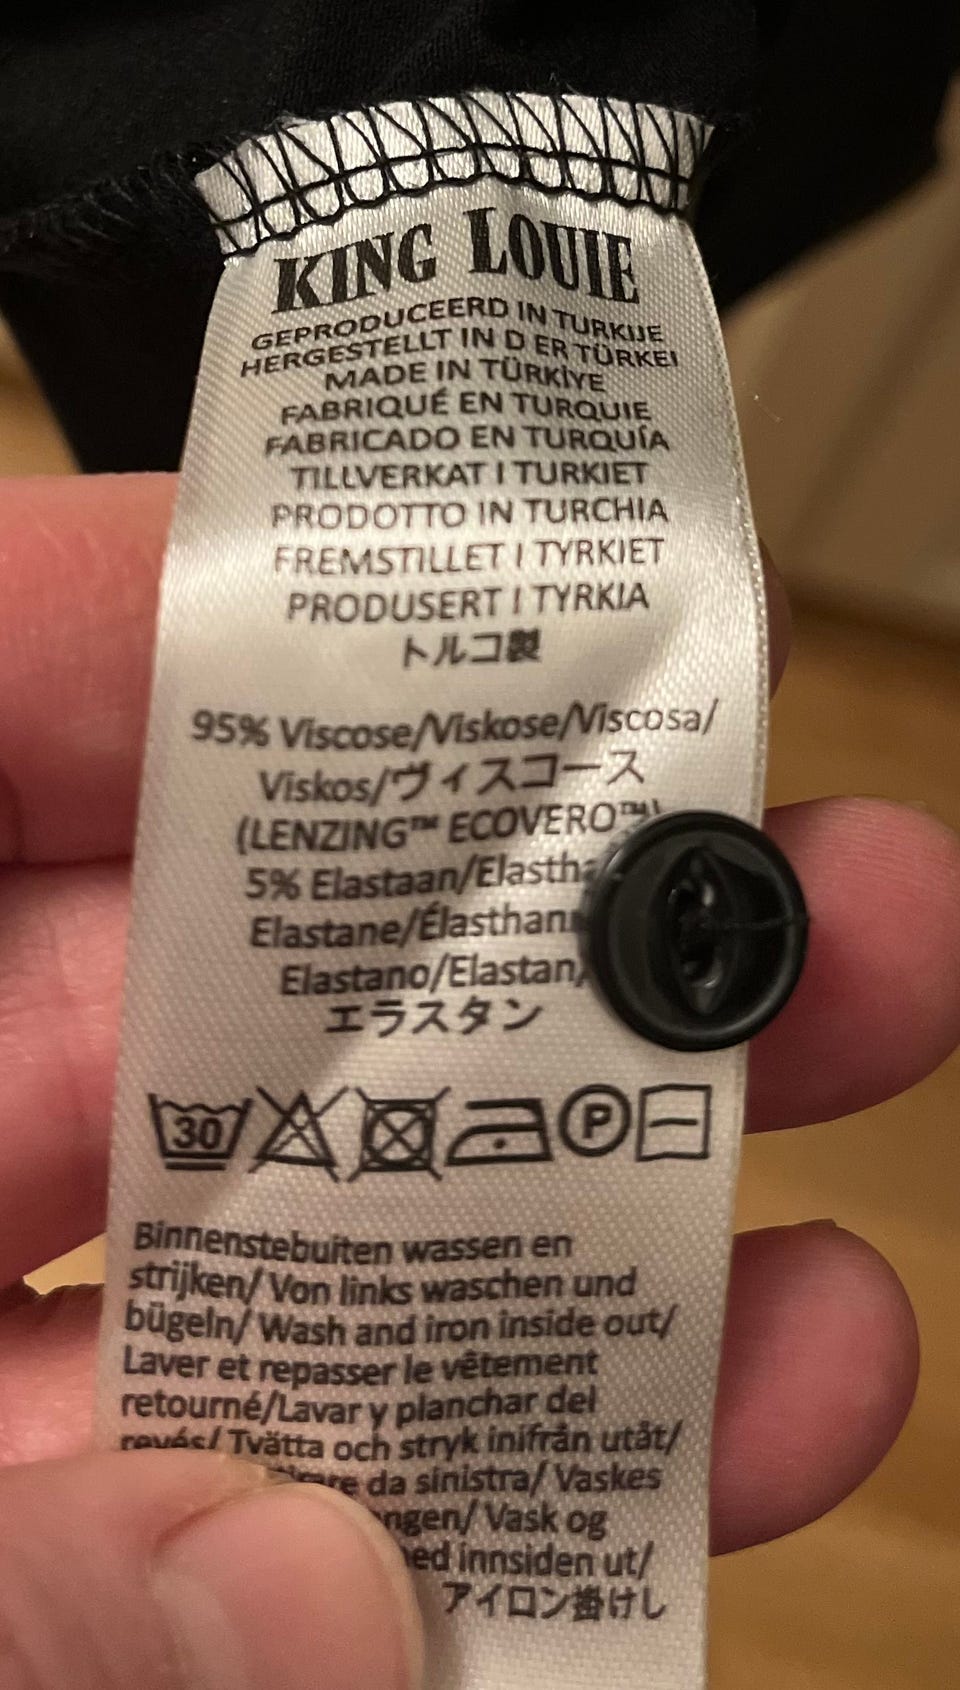 KING LOUIE
GEPRODUCEERD IN TURKIJE
HERGESTELLT IN D ER TÜRKEI
MADE IN TÜRKİYE
FABRIQUÉ EN TURQUIE
FABRICADO EN TURQUÍA
TILLVERKAT I TURKIET
PRODOTTO IN TURCHIA
FREMSTILLET I TYRKIET
PRODUSERT I TYRKIA
トルコ製
95% Viscose/Viskose/Viscosa/
Viskos/ヴィスコース
(LENZING™ ECOVERO™)
5% Elastaan/
Elastane/
Elastano/Elastan/
エラスタン
30
P
Binnenstebuiten wassen en
strijken/ Von links waschen und
bügeln/ Wash and iron inside out/
Laver et repasser le vêtement
retourné/Lavar y planchar del
revés/ Tvätta och stryk inifrån utåt/
da sinistra/ Vaskes
Vask og
innsiden ut/
アイロン掛けし